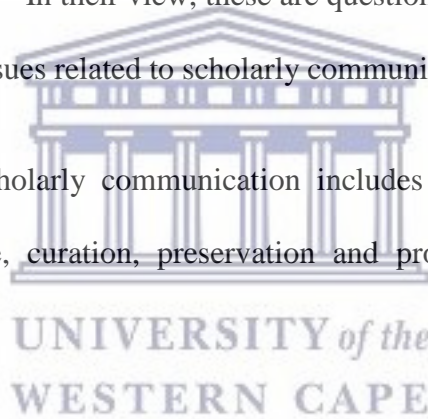 In their view, these are question
sues related to scholarly communi
holarly communication includes
, curation, preservation and pro
UNIVERSITY of the
WESTERN CAPE